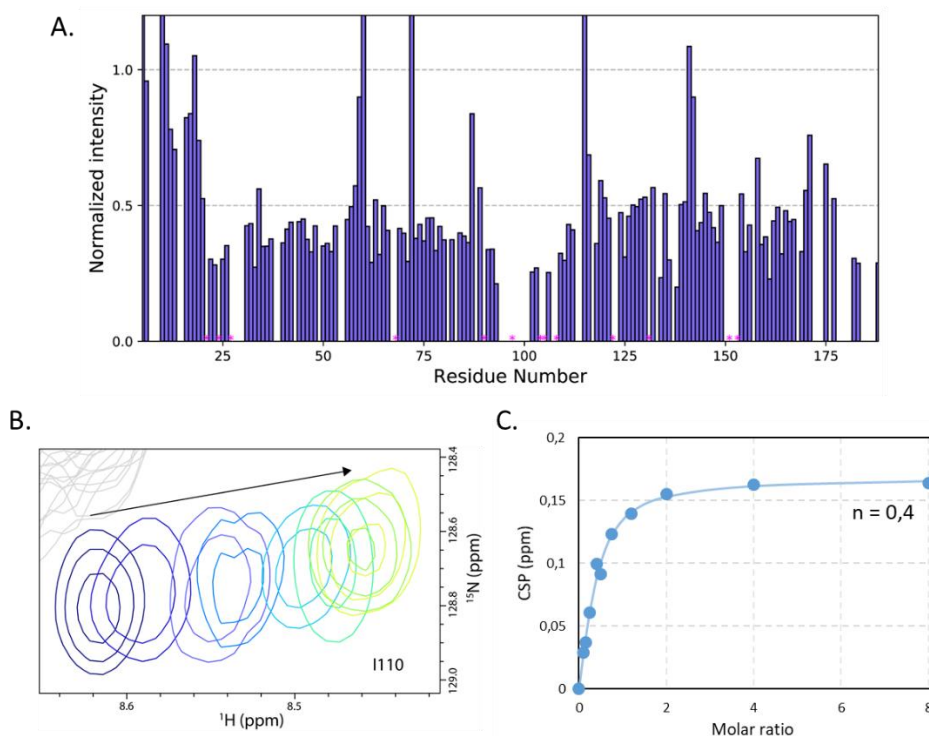 A.
Normalized intensity
1.0
0.5
0.0
25 50 75 100 125 150 175
Residue Number
B.
128.4
128.6
128.8
129.0
¹⁵N (ppm)
I110
8.6 8.5
¹H (ppm)
C.
CSP (ppm)
0,2
0,15
0,1
0,05
0
n = 0,4
0 2 4 6 8
Molar ratio